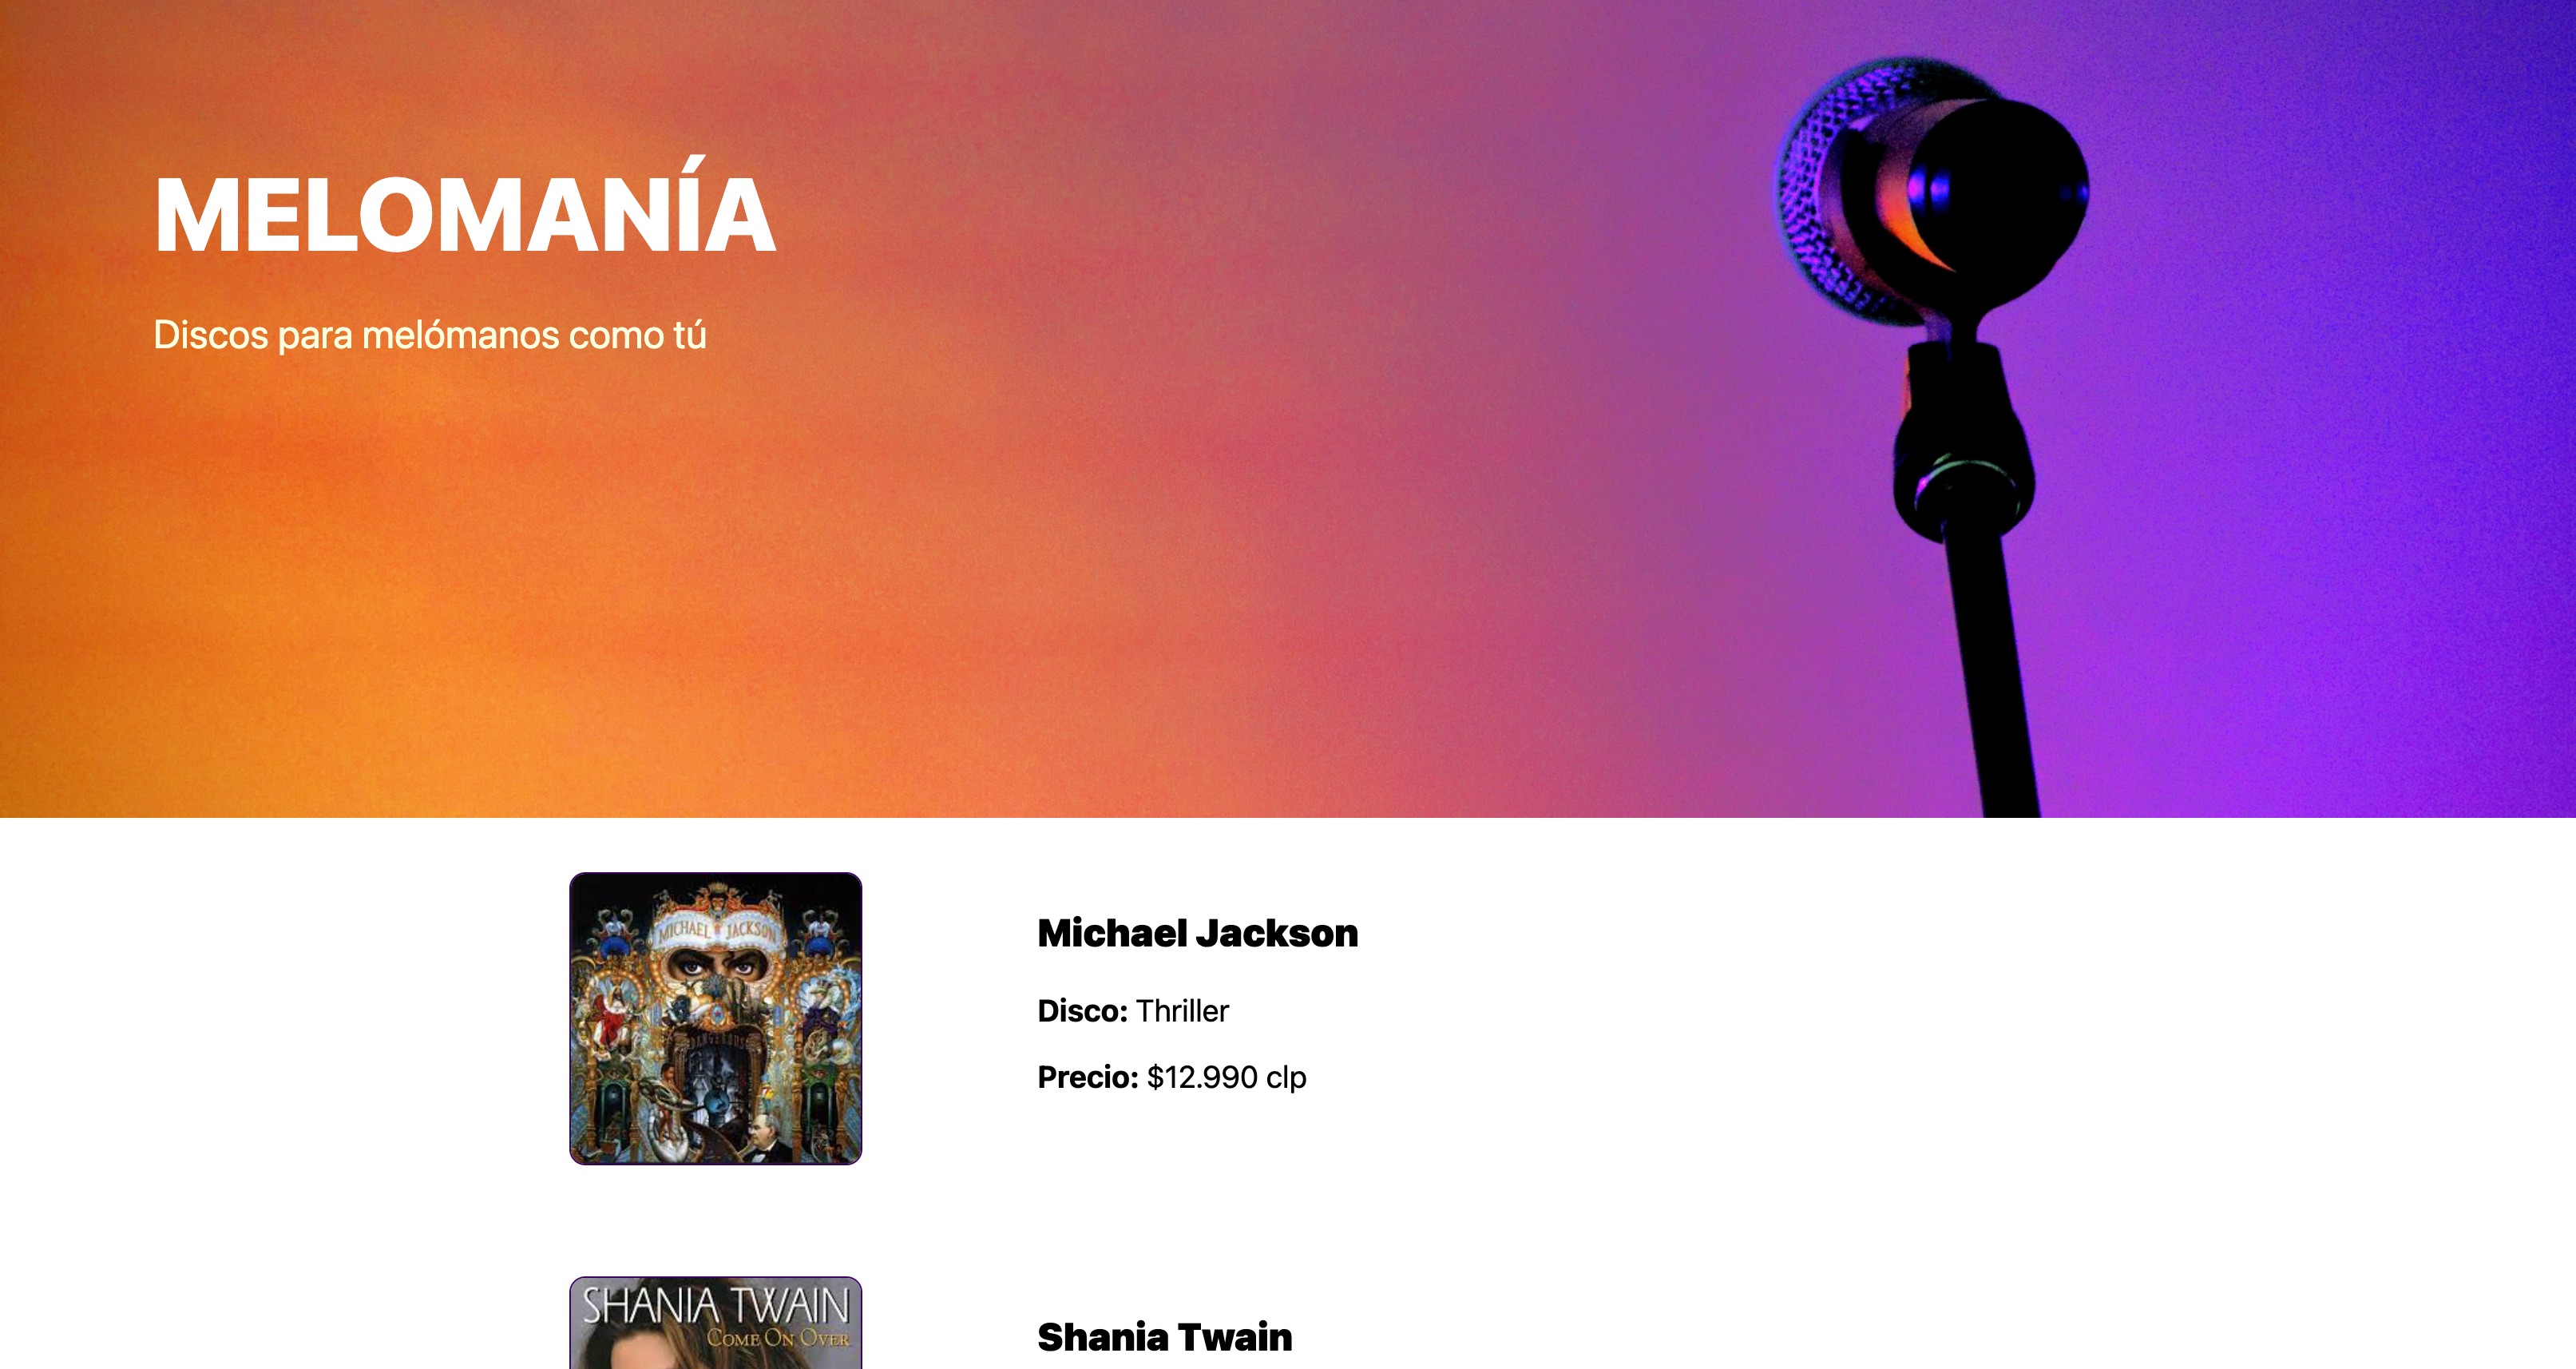 MELOMANÍA
Discos para melómanos como tú
MICHAEL JACKSON
DANGEROUS
Michael Jackson
Disco: Thriller
Precio: $12.990 clp
SHANIA TWAIN
COME ON OVER
Shania Twain